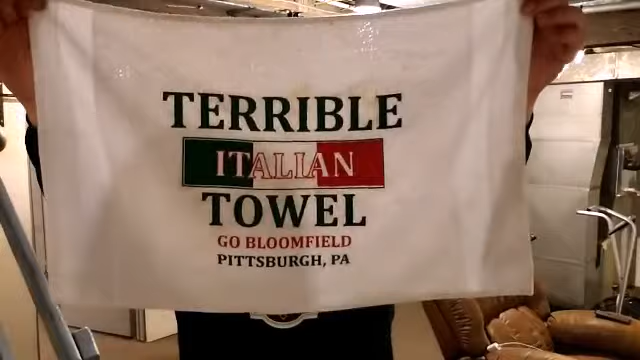 TERRIBLE
ITALIAN
TOWEL
GO BLOOMFIELD
PITTSBURGH, PA